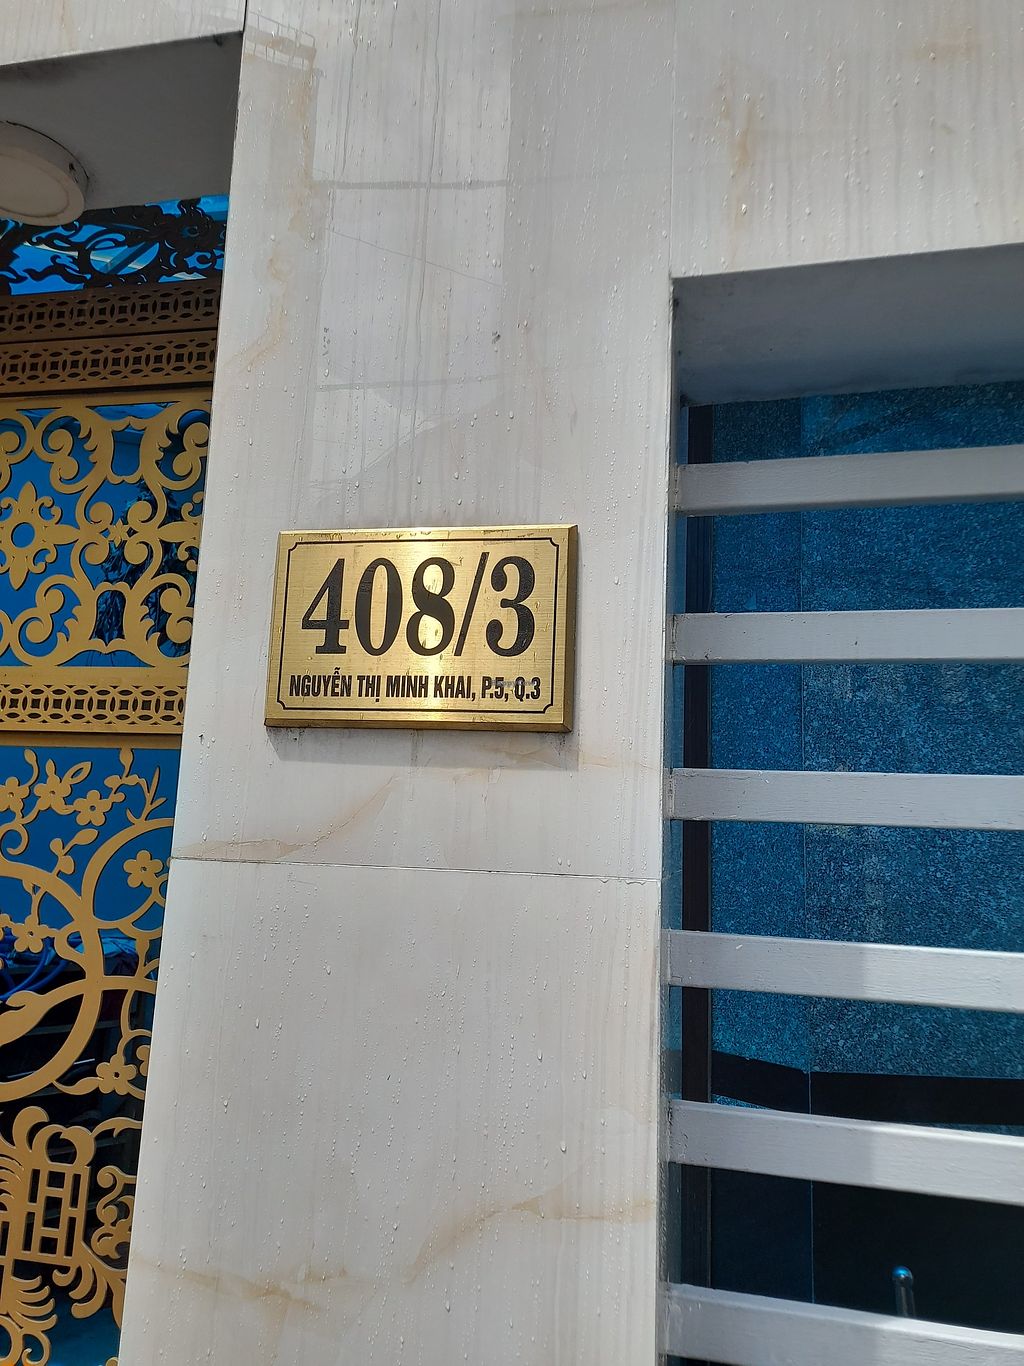 408/3
NGUYỄN THỊ MINH KHAI, P.5, Q.3